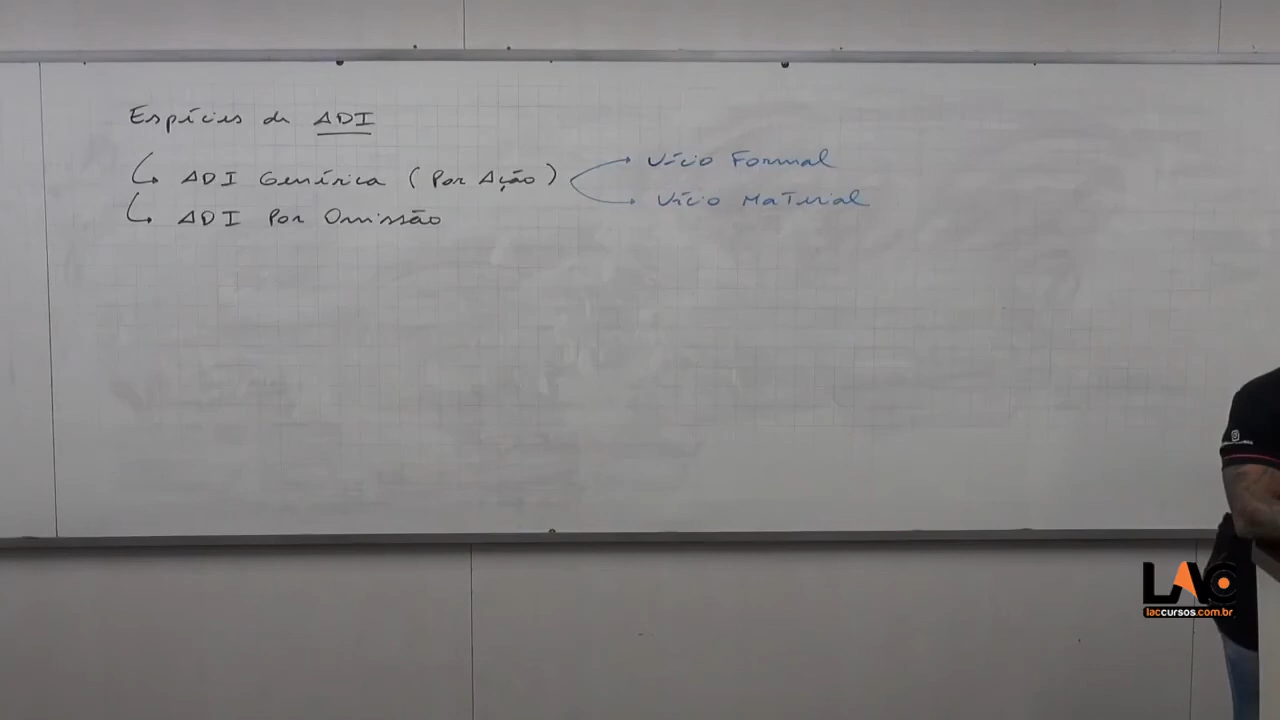 Espécies de ADI
ADI Genérica (Por Ação)
Vício Formal
Vício Material
ADI Por Omissão
LAC
laccursos.com.br